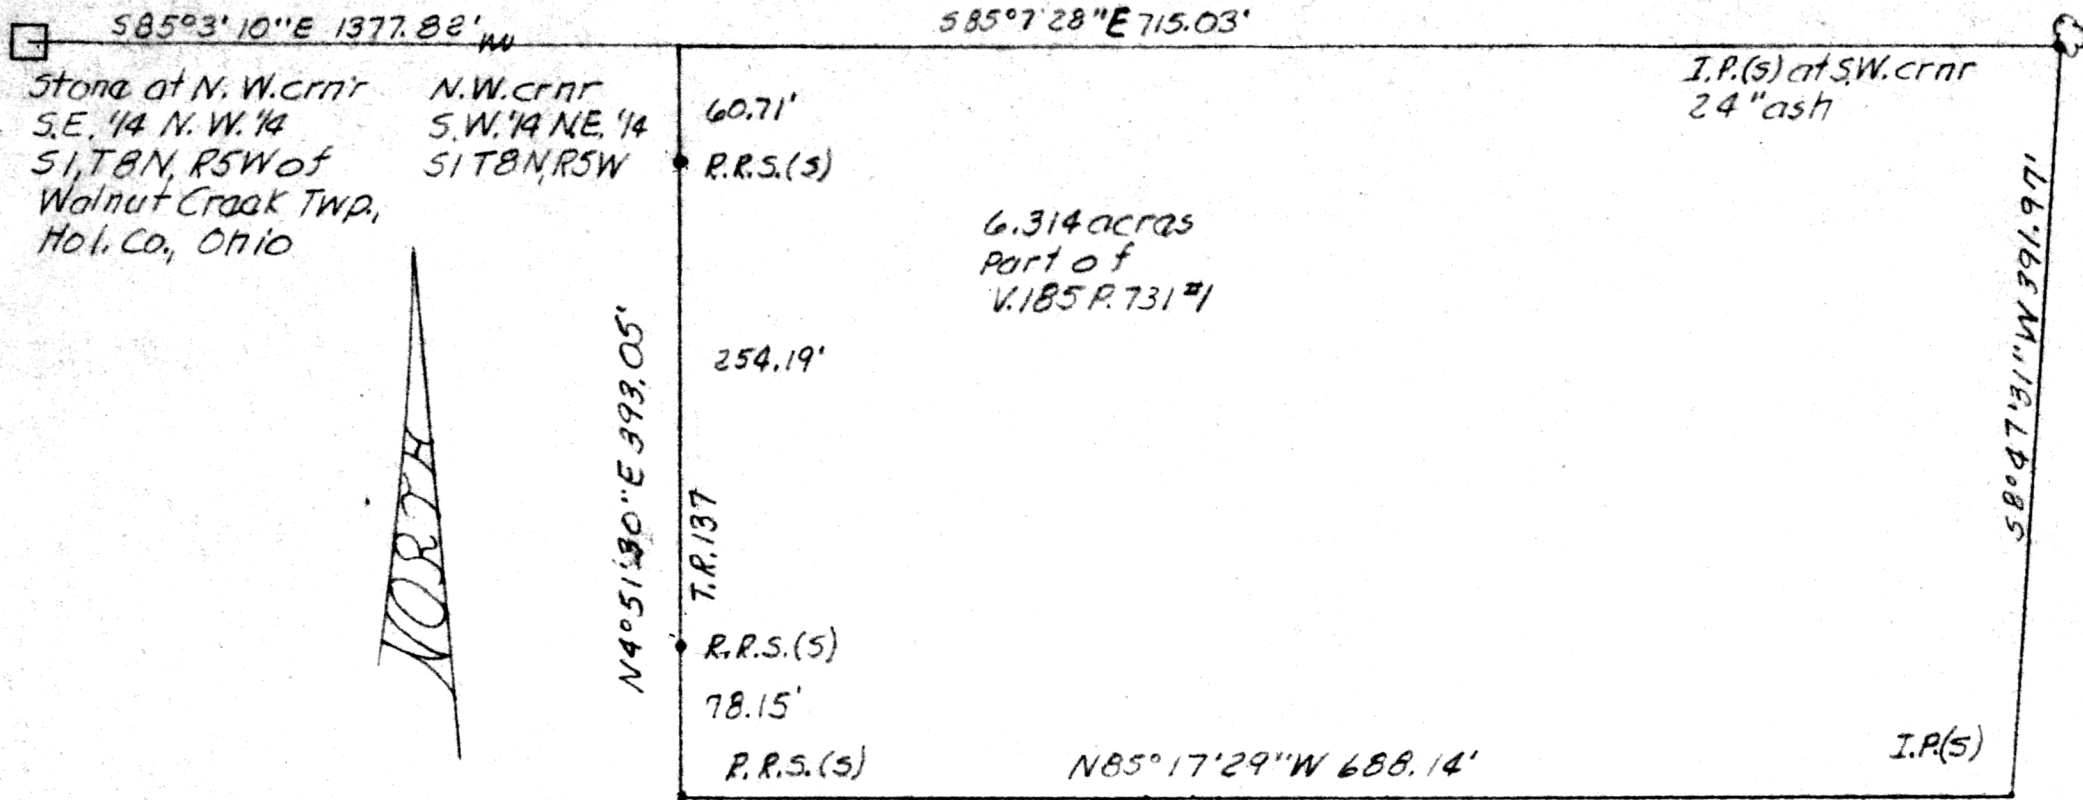 S85°3'10"E 1377.82'
S85°7'28"E 715.03'
Stone at N.W. crn'r
S.E. 1/4 N.W. 1/4
S1, T8N, R5W of
Walnut Creek Twp.,
Hol. Co., Ohio
N.W. crnr
S.W. 1/4 N.E. 1/4
S1 T8N, R5W
60.71'
R.R.S.(s)
I.P.(s) at S.W. crnr
24" ash
6.314 acres
Part of
V.185 P.731 #1
254.19'
N4°51'30"E 393.05'
T.R.137
S8°47'31"W 391.97'
NORTH
R.R.S.(s)
78.15'
R.R.S.(s)
N85°17'29"W 688.14'
I.P.(s)